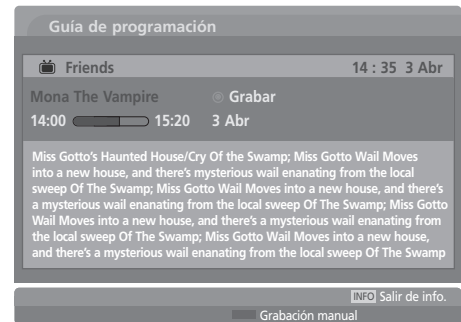 Guía de programación
Friends 14 : 35 3 Abr
Mona The Vampire Grabar
14:00 15:20 3 Abr
Miss Gotto's Haunted House/Cry Of the Swamp; Miss Gotto Wail Moves
into a new house, and there's mysterious wail enanating from the local
sweep Of The Swamp; Miss Gotto Wail Moves into a new house, and there's
a mysterious wail enanating from the local sweep Of The Swamp; Miss Gotto
Wail Moves into a new house, and there's a mysterious wail enanating from
the local sweep Of The Swamp; Miss Gotto Wail Moves into a new house,
and there's a mysterious wail enanating from the local sweep Of The Swamp
INFO Salir de info.
Grabación manual